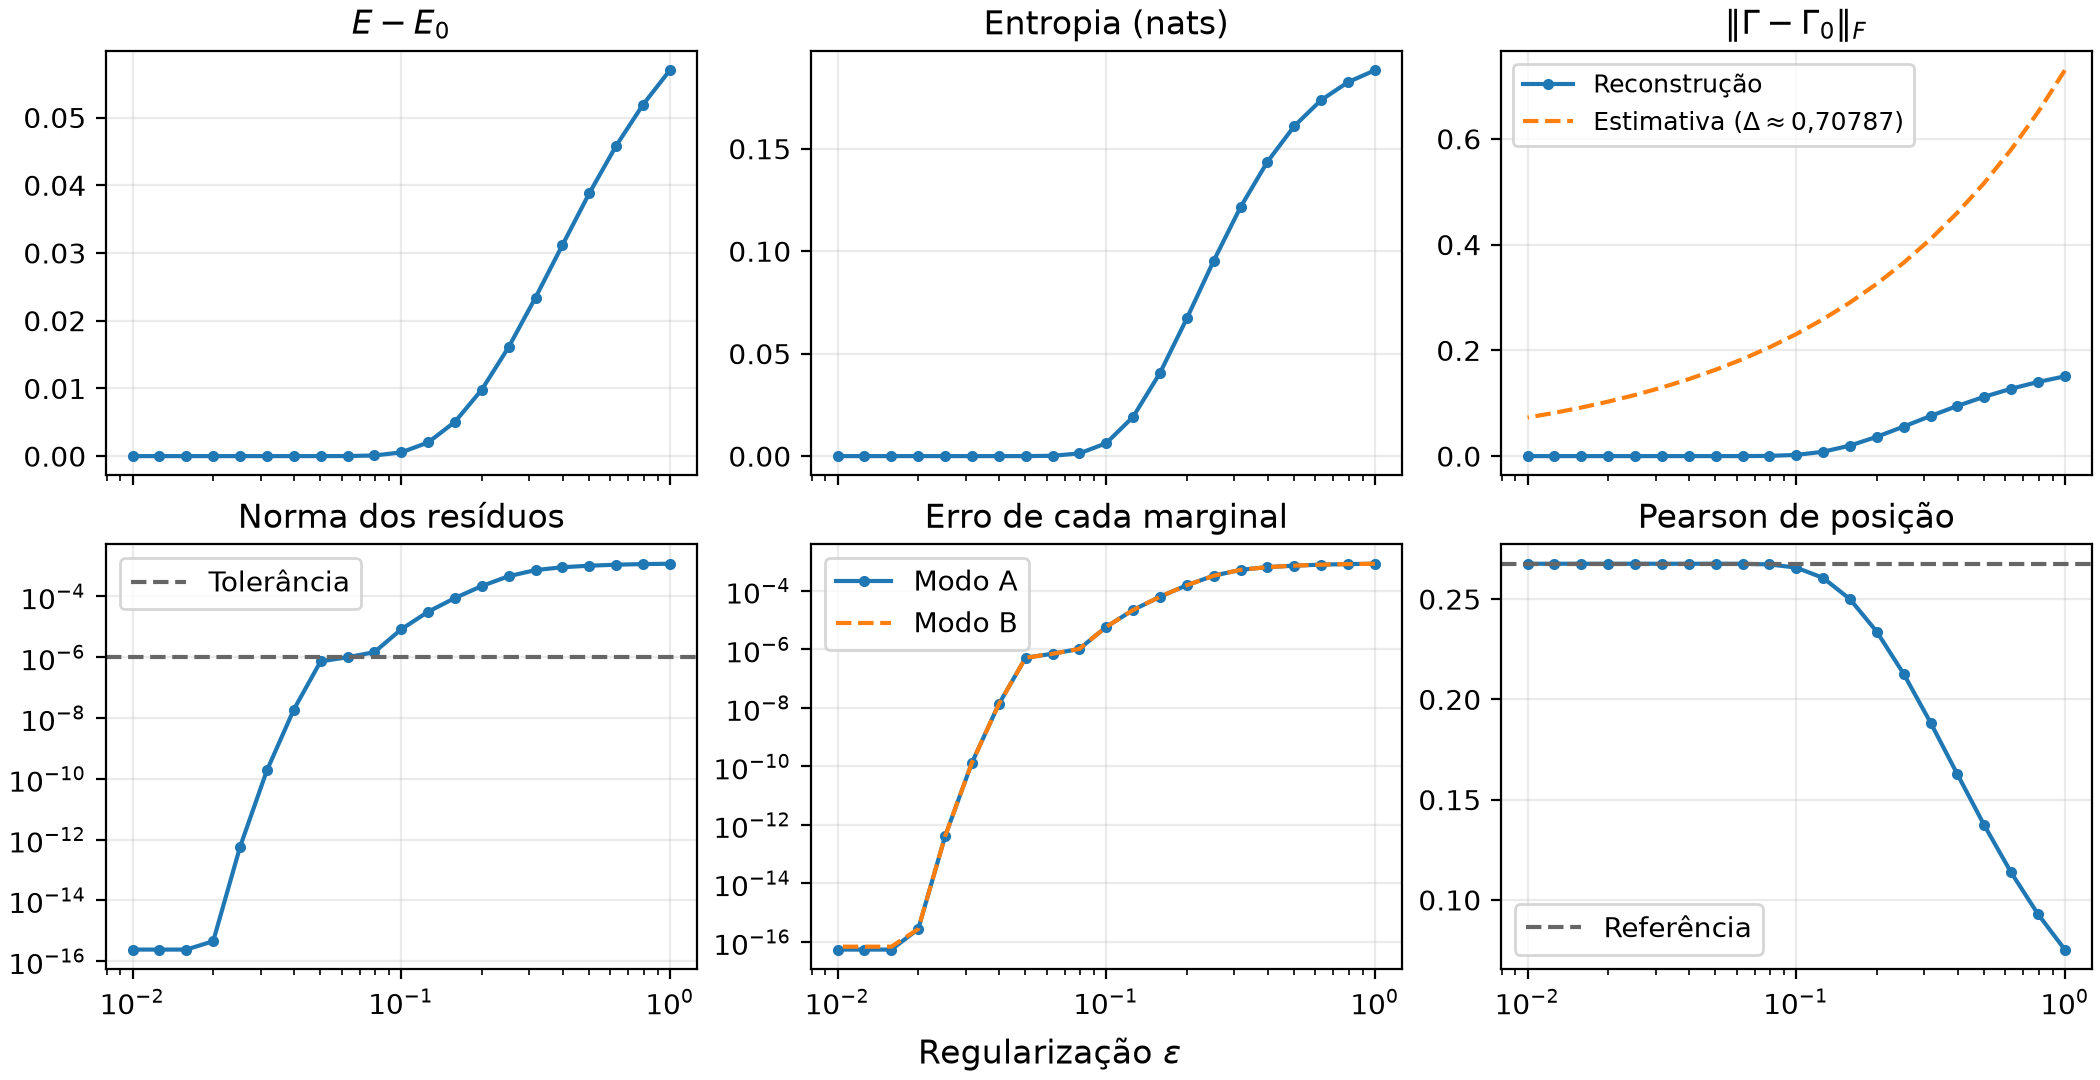 E − E₀
0.05
0.04
0.03
0.02
0.01
0.00
Entropia (nats)
0.15
0.10
0.05
0.00
‖Γ − Γ₀‖F
Reconstrução
Estimativa (Δ ≈ 0,70787)
0.6
0.4
0.2
0.0
Norma dos resíduos
Tolerância
10⁻⁴
10⁻⁶
10⁻⁸
10⁻¹⁰
10⁻¹²
10⁻¹⁴
10⁻¹⁶
10⁻² 10⁻¹ 10⁰
Erro de cada marginal
Modo A
Modo B
10⁻⁴
10⁻⁶
10⁻⁸
10⁻¹⁰
10⁻¹²
10⁻¹⁴
10⁻¹⁶
10⁻² 10⁻¹ 10⁰
Pearson de posição
0.25
0.20
0.15
0.10
Referência
10⁻² 10⁻¹ 10⁰
Regularização ε